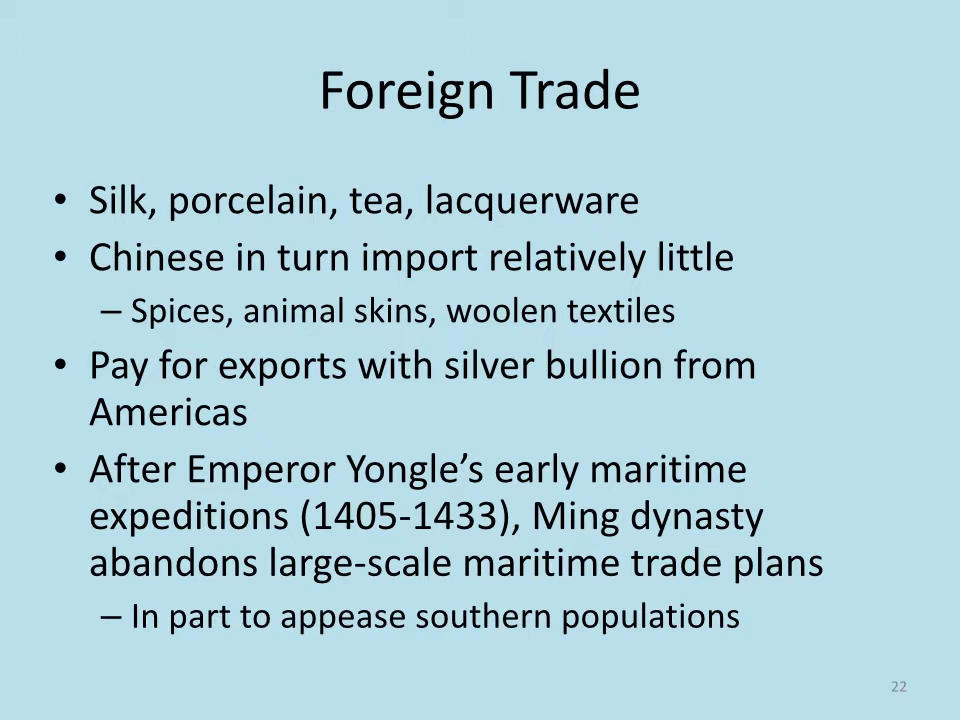 Foreign Trade
• Silk, porcelain, tea, lacquerware
• Chinese in turn import relatively little
– Spices, animal skins, woolen textiles
• Pay for exports with silver bullion from
Americas
• After Emperor Yongle’s early maritime
expeditions (1405-1433), Ming dynasty
abandons large-scale maritime trade plans
– In part to appease southern populations
22